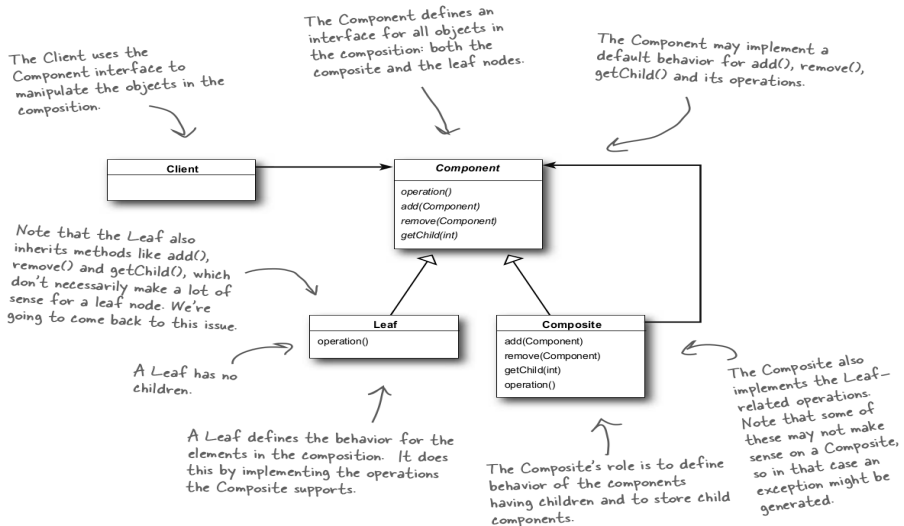 The Component defines an
interface for all objects in
the composition: both the
composite and the leaf nodes.
The Client uses the
Component interface to
manipulate the objects in the
composition.
The Component may implement a
default behavior for add(), remove(),
getChild() and its operations.
Client
Component
operation()
add(Component)
remove(Component)
getChild(int)
Note that the Leaf also
inherits methods like add(),
remove() and getChild(), which
don't necessarily make a lot of
sense for a leaf node. We're
going to come back to this issue.
Leaf
operation()
Composite
add(Component)
remove(Component)
getChild(int)
operation()
A Leaf has no
children.
The Composite also
implements the Leaf-
related operations.
Note that some of
these may not make
sense on a Composite,
so in that case an
exception might be
generated.
A Leaf defines the behavior for the
elements in the composition. It does
this by implementing the operations
the Composite supports.
The Composite's role is to define
behavior of the components
having children and to store child
components.